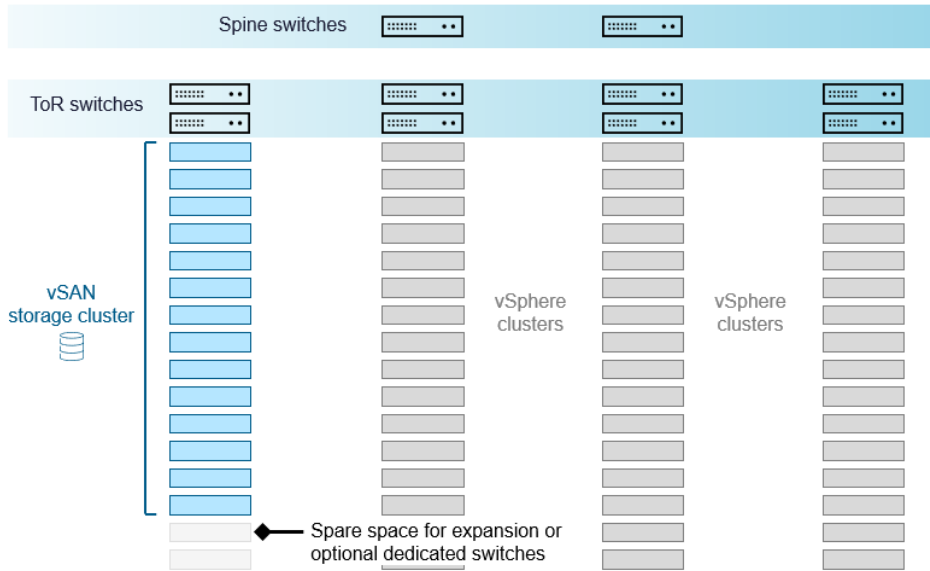 Spine switches
ToR switches
vSAN
storage cluster
vSphere
clusters
vSphere
clusters
Spare space for expansion or
optional dedicated switches